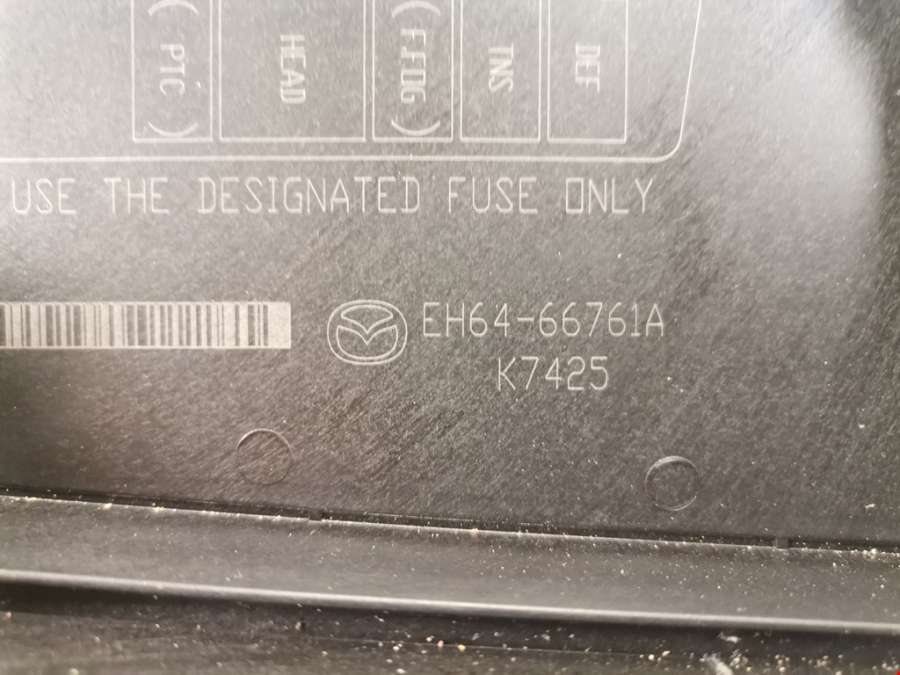 ( PTC )
HEAD
( F.FOG )
TNS
DEF
USE THE DESIGNATED FUSE ONLY
EH64-66761A
K7425